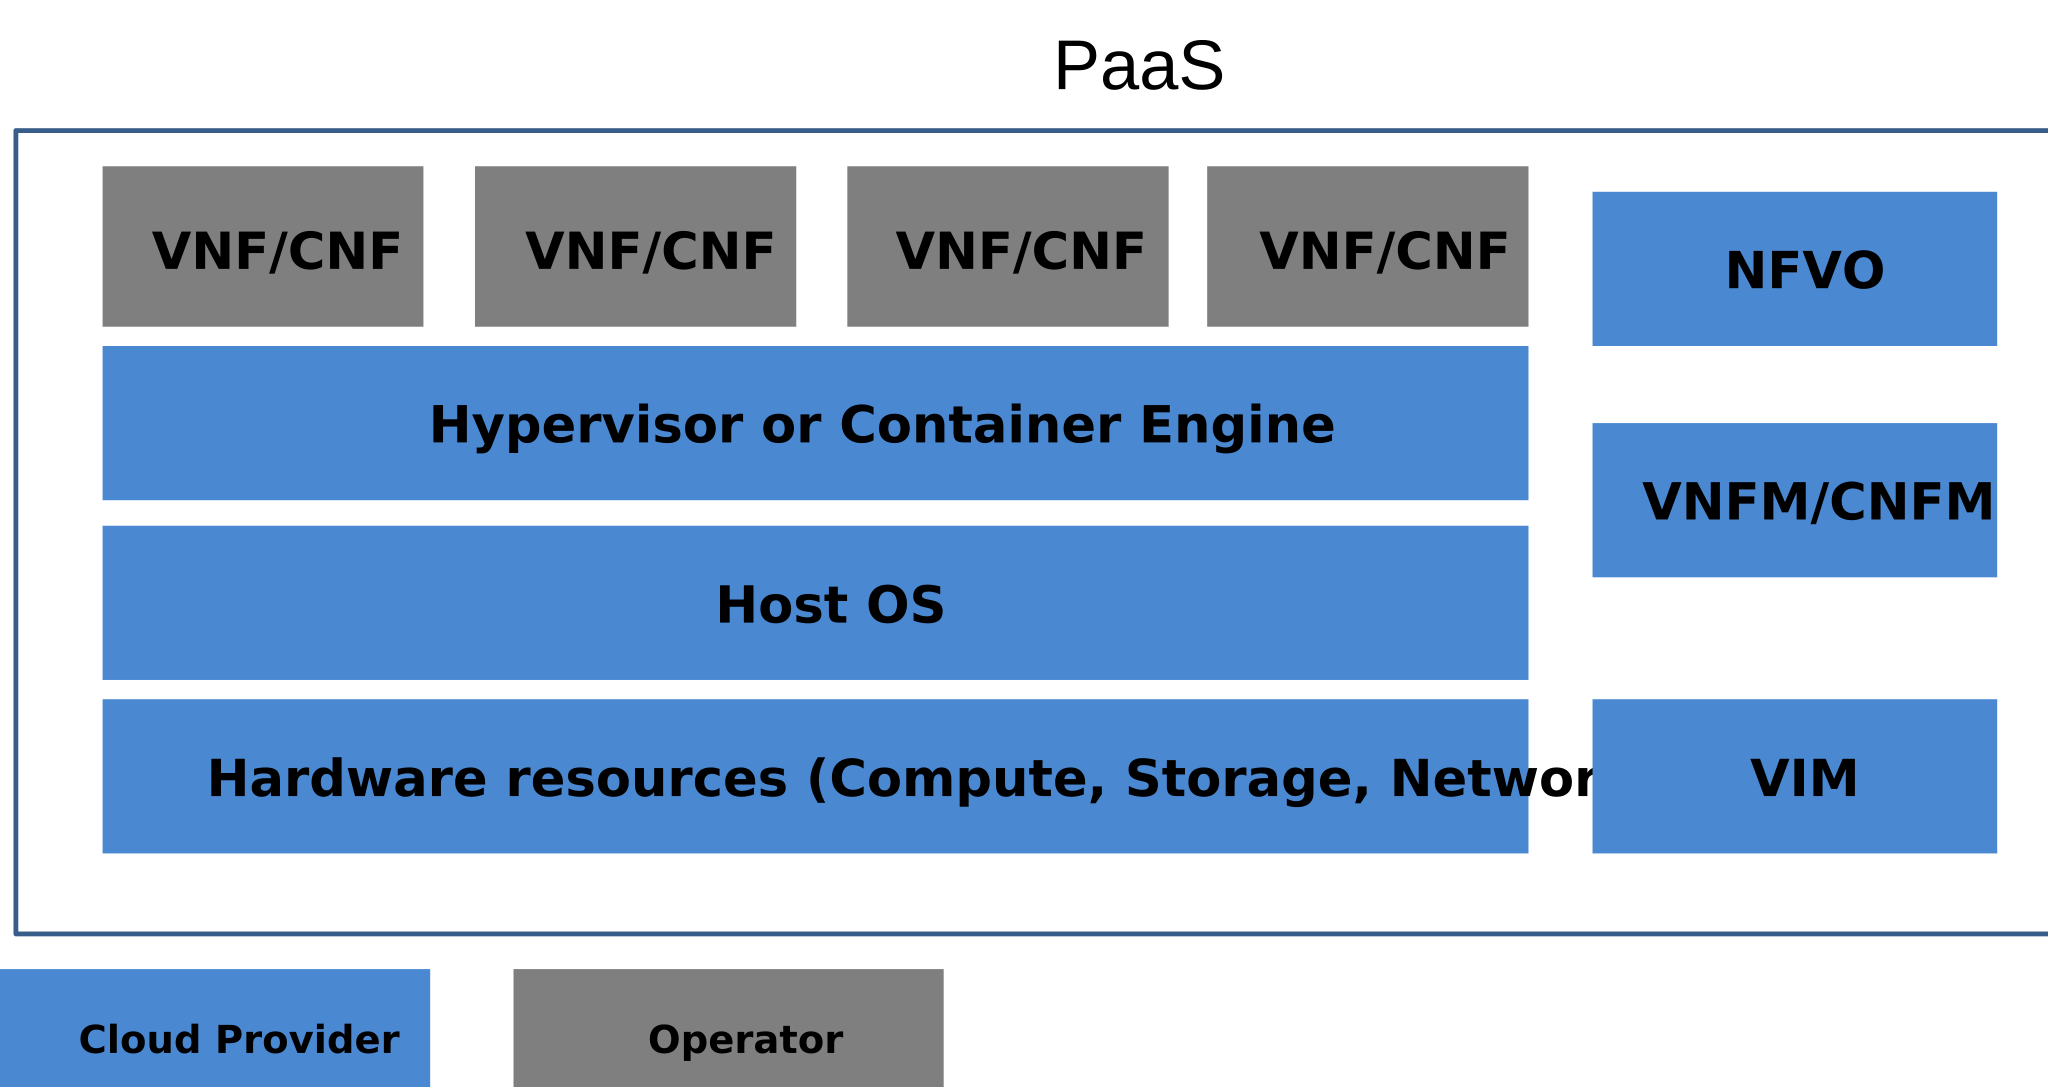 PaaS
VNF/CNF
VNF/CNF
VNF/CNF
VNF/CNF
NFVO
Hypervisor or Container Engine
VNFM/CNFM
Host OS
Hardware resources (Compute, Storage,
VIM
Cloud Provider
Operator